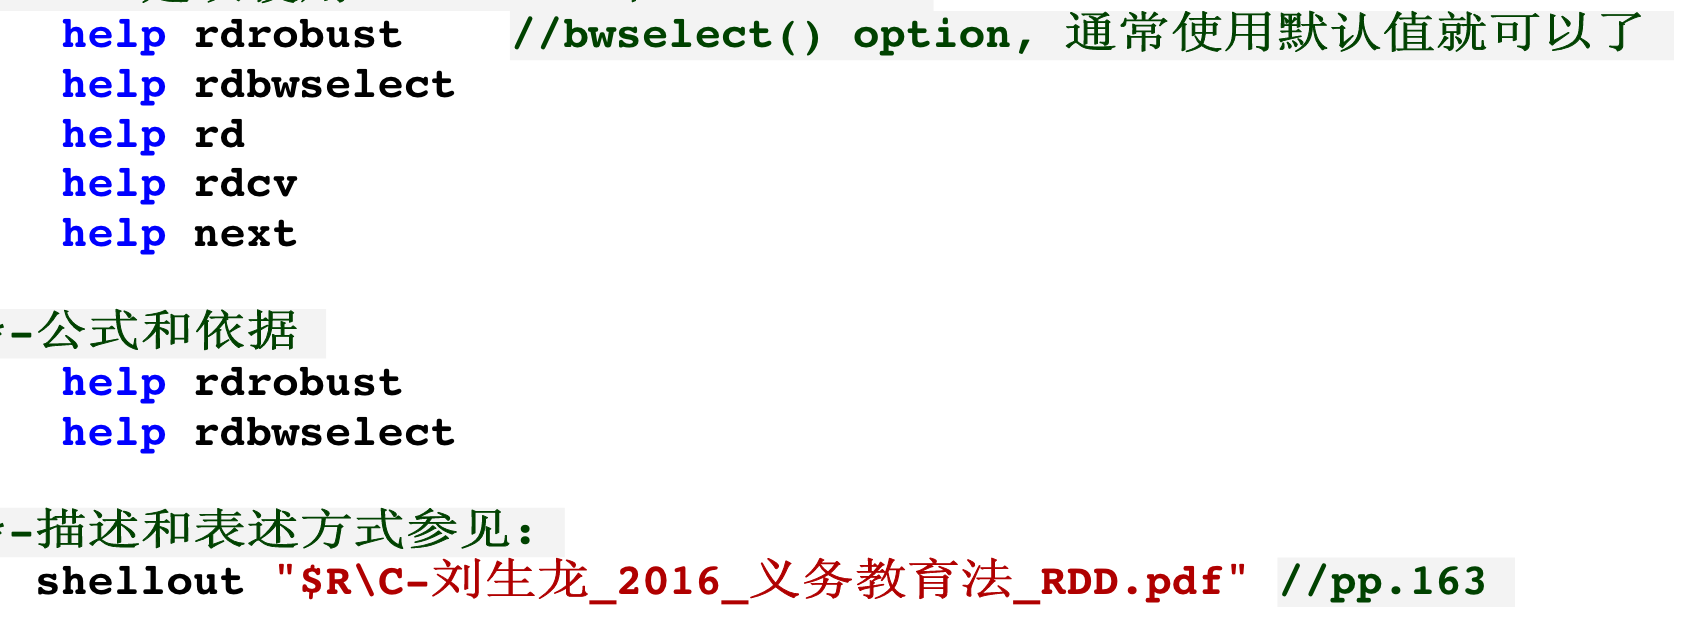 help rdrobust //bwselect() option, 通常使用默认值就可以了
help rdbwselect
help rd
help rdcv
help next
*-公式和依据
help rdrobust
help rdbwselect
*-描述和表述方式参见:
shellout "$R\C-刘生龙_2016_义务教育法_RDD.pdf" //pp.163